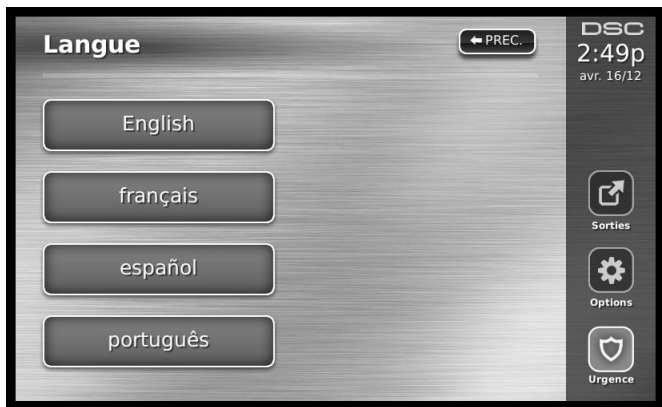 Langue
PREC.
DSC
2:49p
avr. 16/12
English
français
español
português
Sorties
Options
Urgence